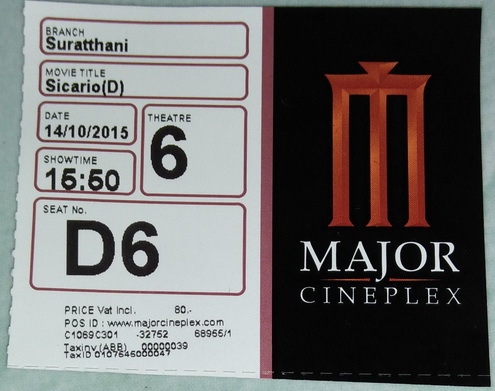 BRANCH
Suratthani
MOVIE TITLE
Sicario(D)
DATE
14/10/2015
THEATRE
6
SHOWTIME
15:50
SEAT No.
D6
PRICE Vat Incl. 80.-
POS ID : www.majorcineplex.com
C1069C301 -32752 68955/1
Taxinv.(ABB) 00000039
TaxID 0107545000047
MAJOR
CINEPLEX